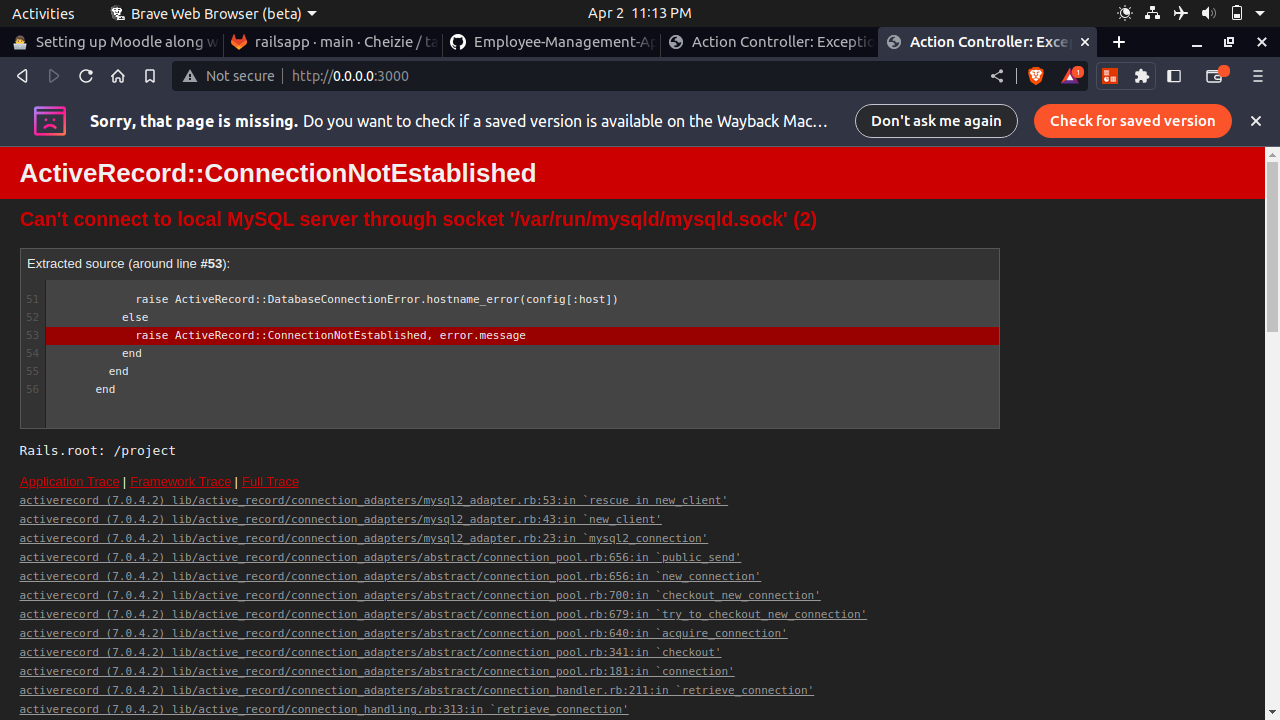 Activities Brave Web Browser (beta) Apr 2 11:13 PM
Setting up Moodle along w railsapp · main · Cheizie / ta Employee-Management-Ap Action Controller: Exceptio Action Controller: Excep
Not secure http://0.0.0.0:3000 1
Sorry, that page is missing. Do you want to check if a saved version is available on the Wayback Mac… Don't ask me again Check for saved version
ActiveRecord::ConnectionNotEstablished
Can't connect to local MySQL server through socket '/var/run/mysqld/mysqld.sock' (2)
Extracted source (around line #53):
51 raise ActiveRecord::DatabaseConnectionError.hostname_error(config[:host])
52 else
53 raise ActiveRecord::ConnectionNotEstablished, error.message
54 end
55 end
56 end
Rails.root: /project
Application Trace | Framework Trace | Full Trace
activerecord (7.0.4.2) lib/active_record/connection_adapters/mysql2_adapter.rb:53:in `rescue in new_client'
activerecord (7.0.4.2) lib/active_record/connection_adapters/mysql2_adapter.rb:43:in `new_client'
activerecord (7.0.4.2) lib/active_record/connection_adapters/mysql2_adapter.rb:23:in `mysql2_connection'
activerecord (7.0.4.2) lib/active_record/connection_adapters/abstract/connection_pool.rb:656:in `public_send'
activerecord (7.0.4.2) lib/active_record/connection_adapters/abstract/connection_pool.rb:656:in `new_connection'
activerecord (7.0.4.2) lib/active_record/connection_adapters/abstract/connection_pool.rb:700:in `checkout_new_connection'
activerecord (7.0.4.2) lib/active_record/connection_adapters/abstract/connection_pool.rb:679:in `try_to_checkout_new_connection'
activerecord (7.0.4.2) lib/active_record/connection_adapters/abstract/connection_pool.rb:640:in `acquire_connection'
activerecord (7.0.4.2) lib/active_record/connection_adapters/abstract/connection_pool.rb:341:in `checkout'
activerecord (7.0.4.2) lib/active_record/connection_adapters/abstract/connection_pool.rb:181:in `connection'
activerecord (7.0.4.2) lib/active_record/connection_adapters/abstract/connection_handler.rb:211:in `retrieve_connection'
activerecord (7.0.4.2) lib/active_record/connection_handling.rb:313:in `retrieve_connection'